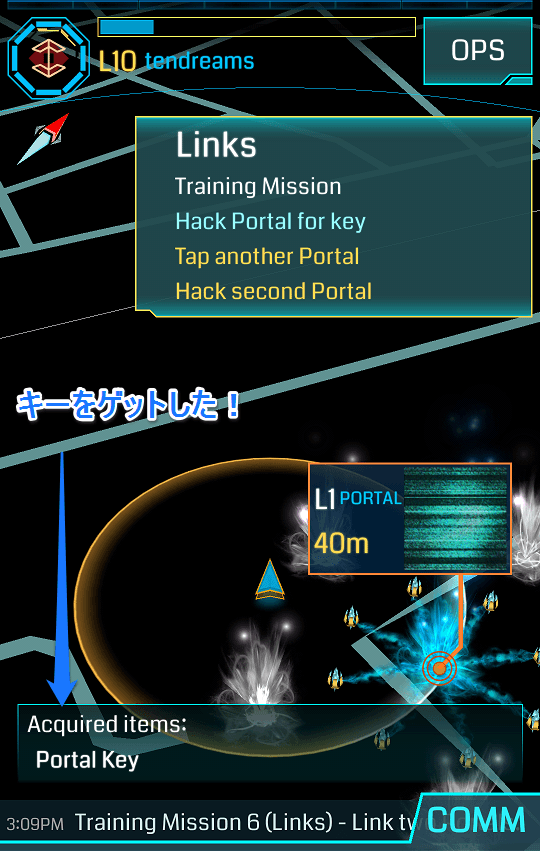 L10 tendreams
OPS
Links
Training Mission
Hack Portal for key
Tap another Portal
Hack second Portal
キーをゲットした！
L1 PORTAL
40m
Acquired items:
Portal Key
3:09PM Training Mission 6 (Links) - Link
COMM